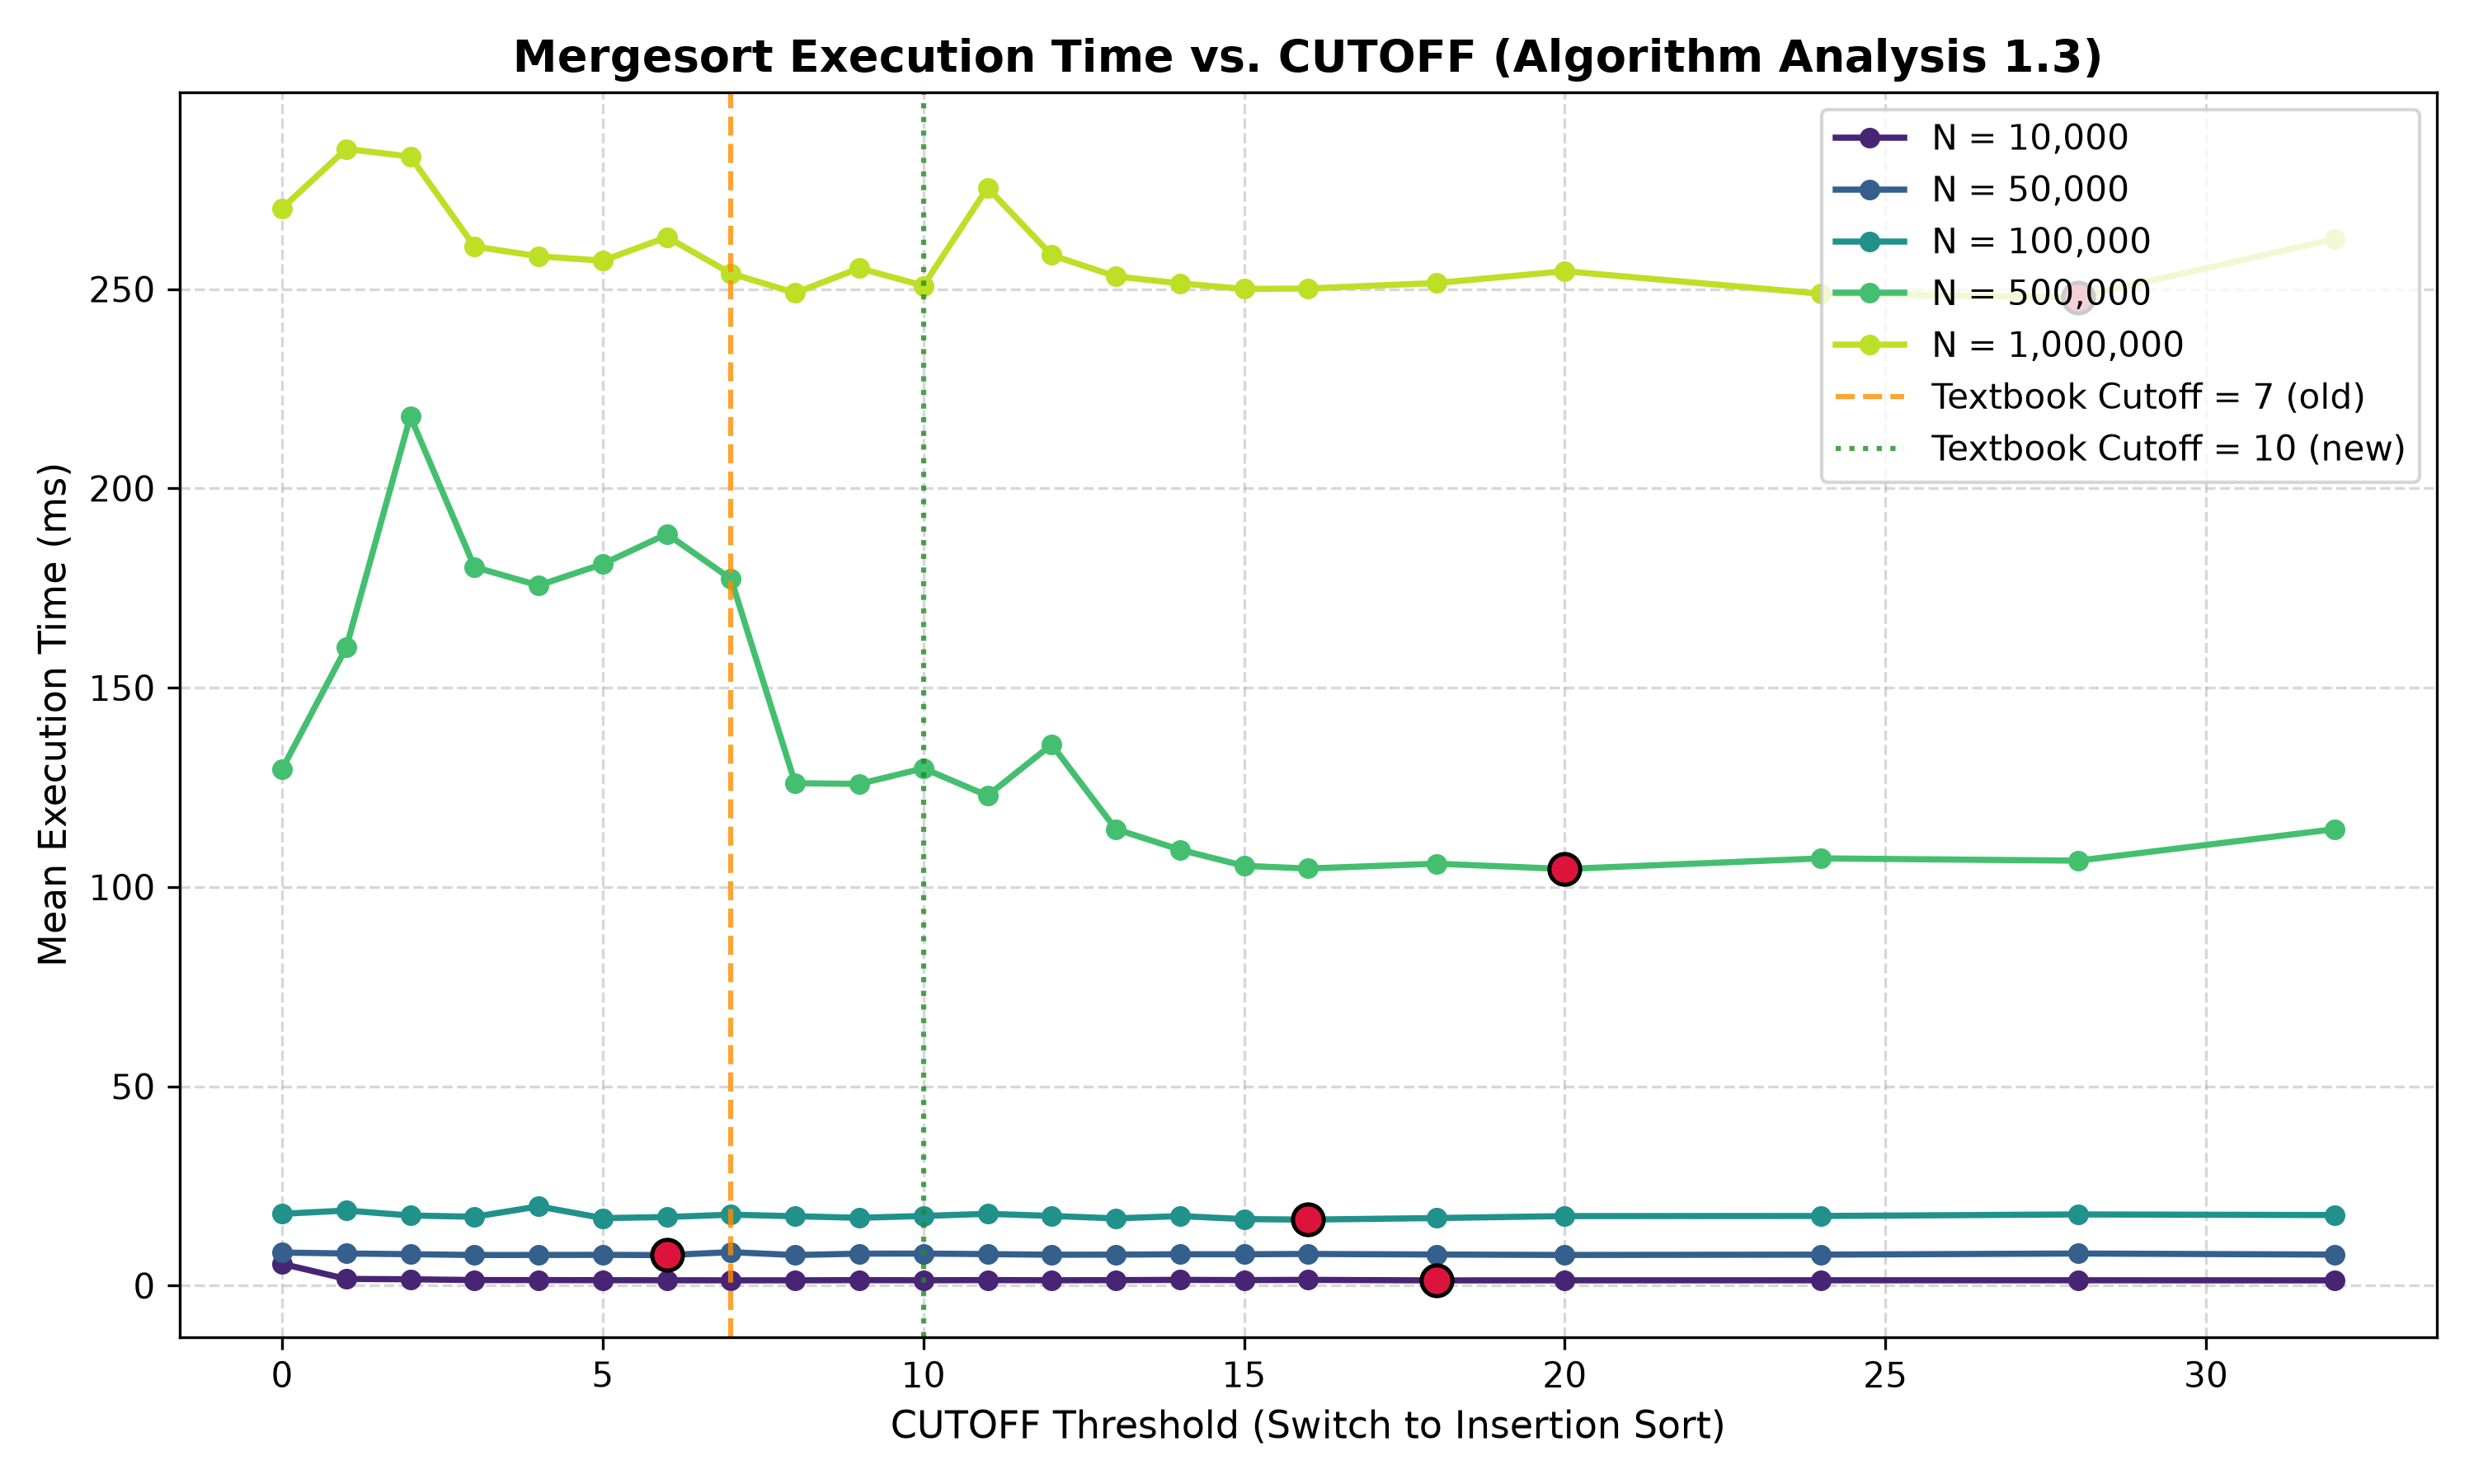 Mergesort Execution Time vs. CUTOFF (Algorithm Analysis 1.3)
N = 10,000
N = 50,000
N = 100,000
N = 500,000
N = 1,000,000
Textbook Cutoff = 7 (old)
Textbook Cutoff = 10 (new)
Mean Execution Time (ms)
250
200
150
100
50
0
0 5 10 15 20 25 30
CUTOFF Threshold (Switch to Insertion Sort)